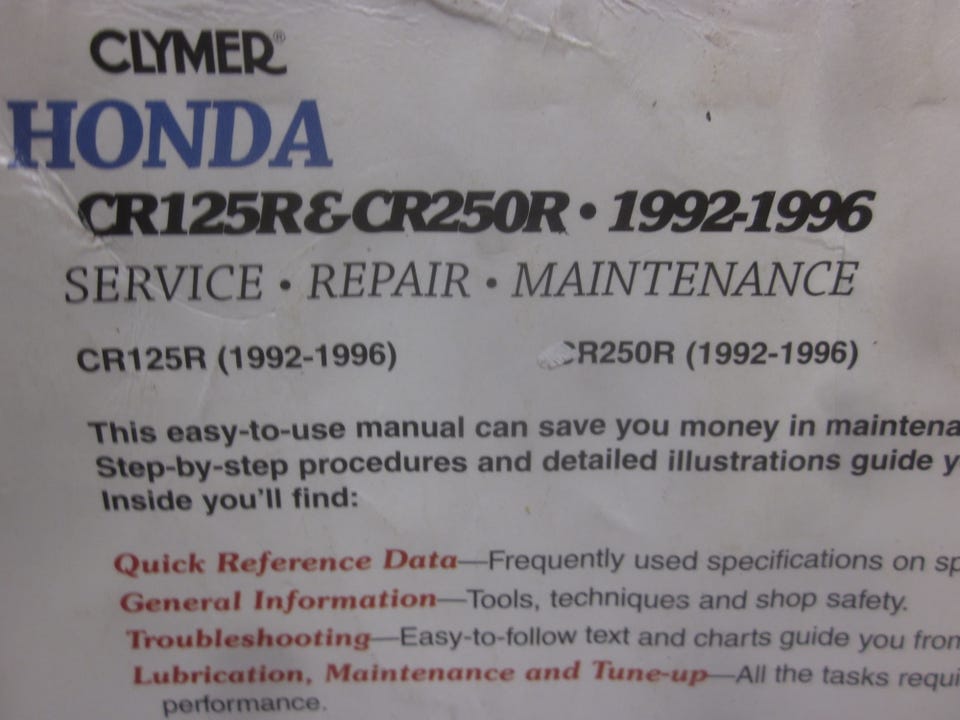 CLYMER®
HONDA
CR125R & CR250R • 1992-1996
SERVICE • REPAIR • MAINTENANCE
CR125R (1992-1996) CR250R (1992-1996)
This easy-to-use manual can save you money in maintena
Step-by-step procedures and detailed illustrations guide y
Inside you'll find:
Quick Reference Data—Frequently used specifications on sp
General Information—Tools, techniques and shop safety.
Troubleshooting—Easy-to-follow text and charts guide you from
Lubrication, Maintenance and Tune-up—All the tasks requi
performance.